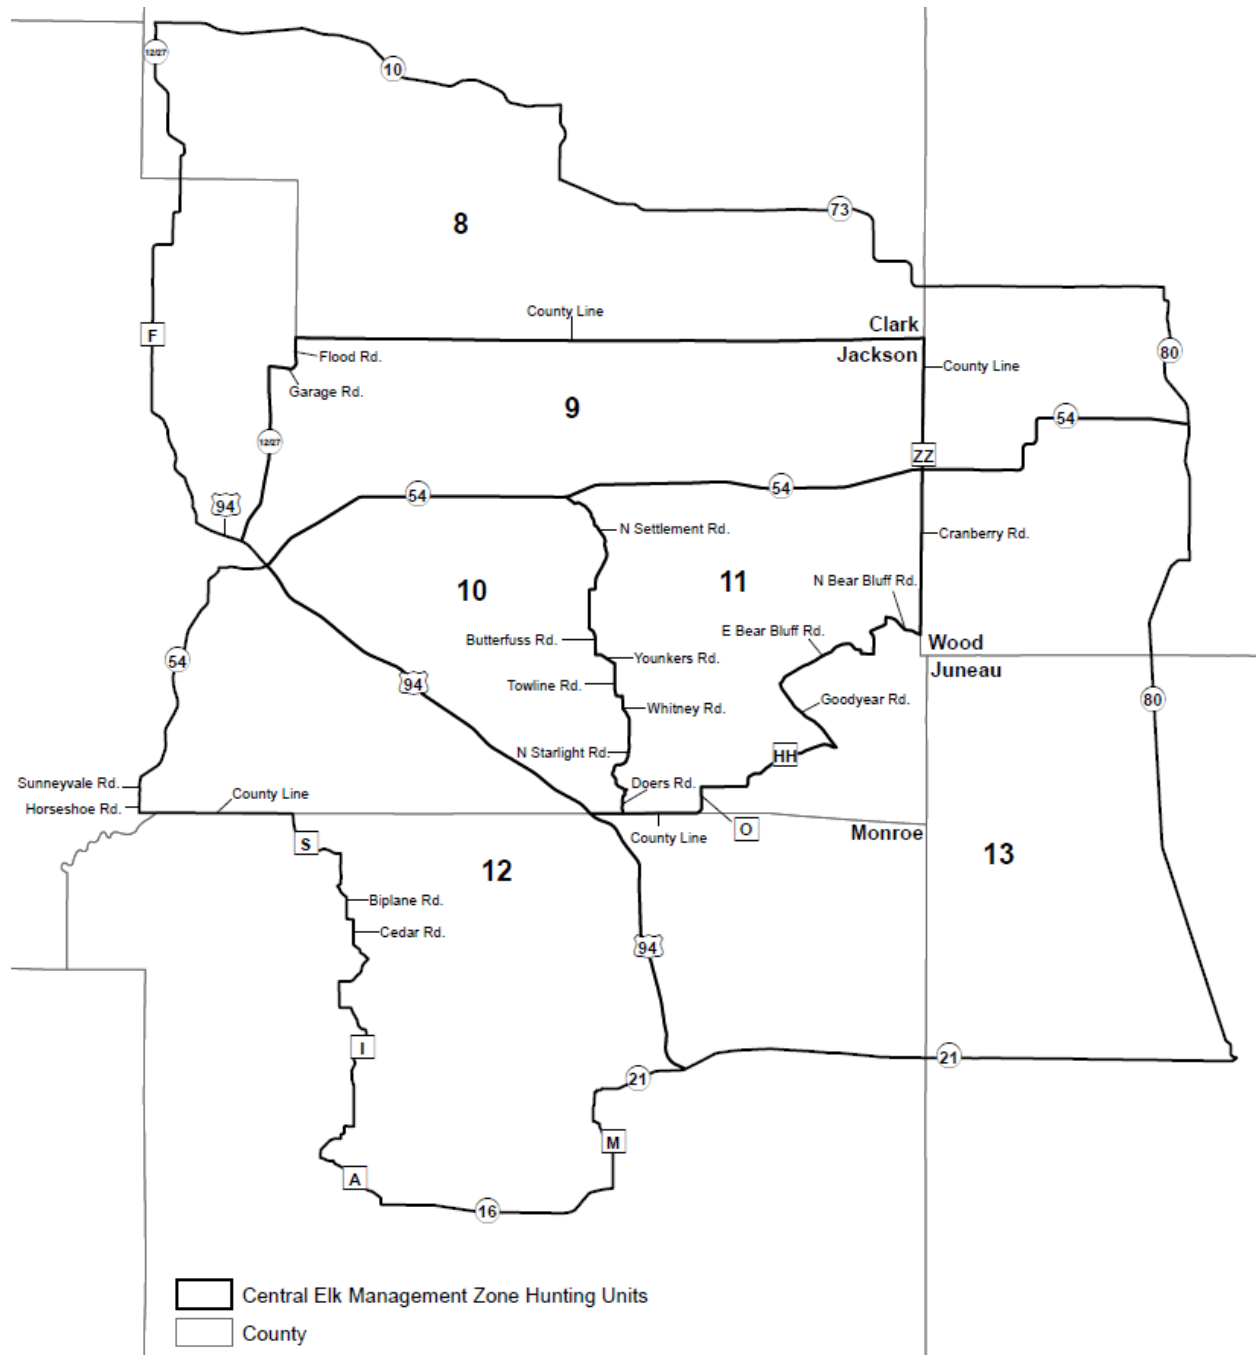 12/27
10
73
8
County Line
Clark
Jackson
F
Flood Rd.
County Line
80
Garage Rd.
9
54
12/27
ZZ
94
54
54
N Settlement Rd.
Cranberry Rd.
10
11
N Bear Bluff Rd.
Butterfuss Rd.
E Bear Bluff Rd.
Wood
54
Younkers Rd.
Juneau
94
Towline Rd.
Goodyear Rd.
80
Whitney Rd.
N Starlight Rd.
HH
Sunneyvale Rd.
Doers Rd.
County Line
Horseshoe Rd.
O
Monroe
County Line
S
12
13
Biplane Rd.
Cedar Rd.
94
I
21
21
M
A
16
Central Elk Management Zone Hunting Units
County